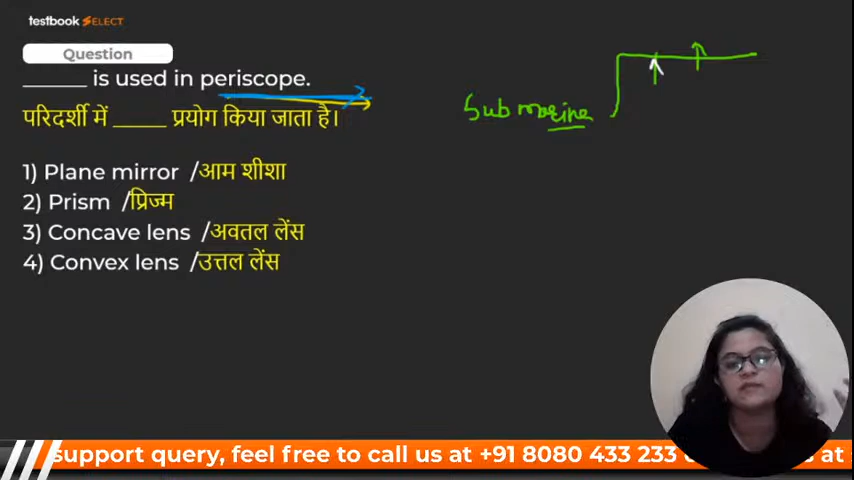 testbook SELECT
Question
______ is used in periscope.
परिदर्शी में _____ प्रयोग किया जाता है।
Submarine
1) Plane mirror /आम शीशा
2) Prism /प्रिज्म
3) Concave lens /अवतल लेंस
4) Convex lens /उत्तल लेंस
support query, feel free to call us at +91 8080 433 233 at